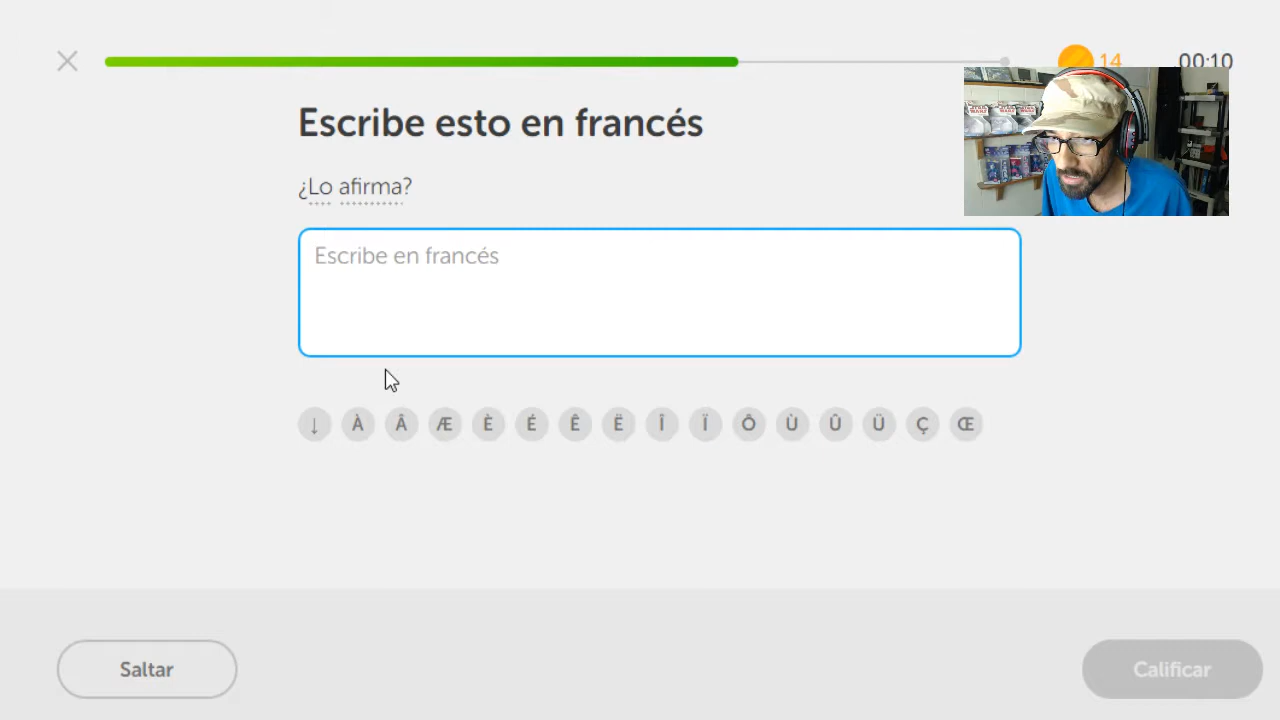 14
00:10
Escribe esto en francés
¿Lo afirma?
Escribe en francés
↓ À Â Æ È É Ê Ë Î Ï Ô Ù Û Ü Ç Œ
Saltar
Calificar